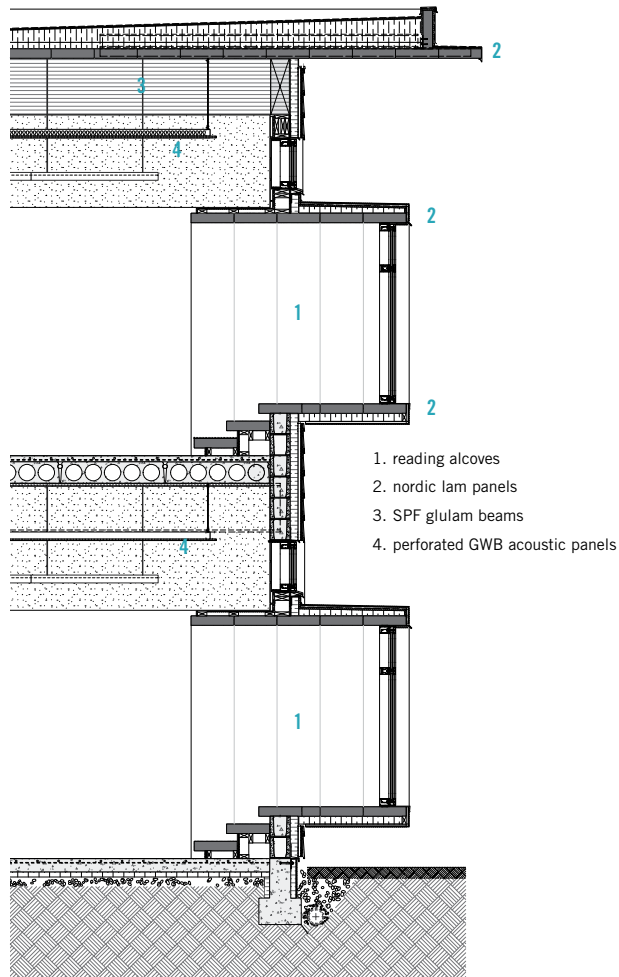 2
3
4
2
1
2
1. reading alcoves
2. nordic lam panels
3. SPF glulam beams
4. perforated GWB acoustic panels
4
1